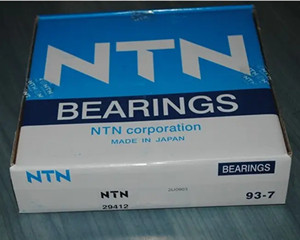 NTN
BEARINGS
NTN corporation
MADE IN JAPAN
BEARINGS
NTN
NTN
29412
93-7